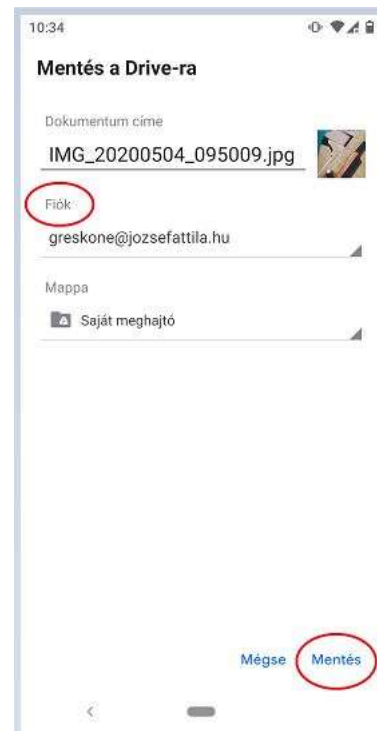 10:34
Mentés a Drive-ra
Dokumentum címe
IMG_20200504_095009.jpg
Fiók
greskone@jozsefattila.hu
Mappa
Saját meghajtó
Mégse Mentés